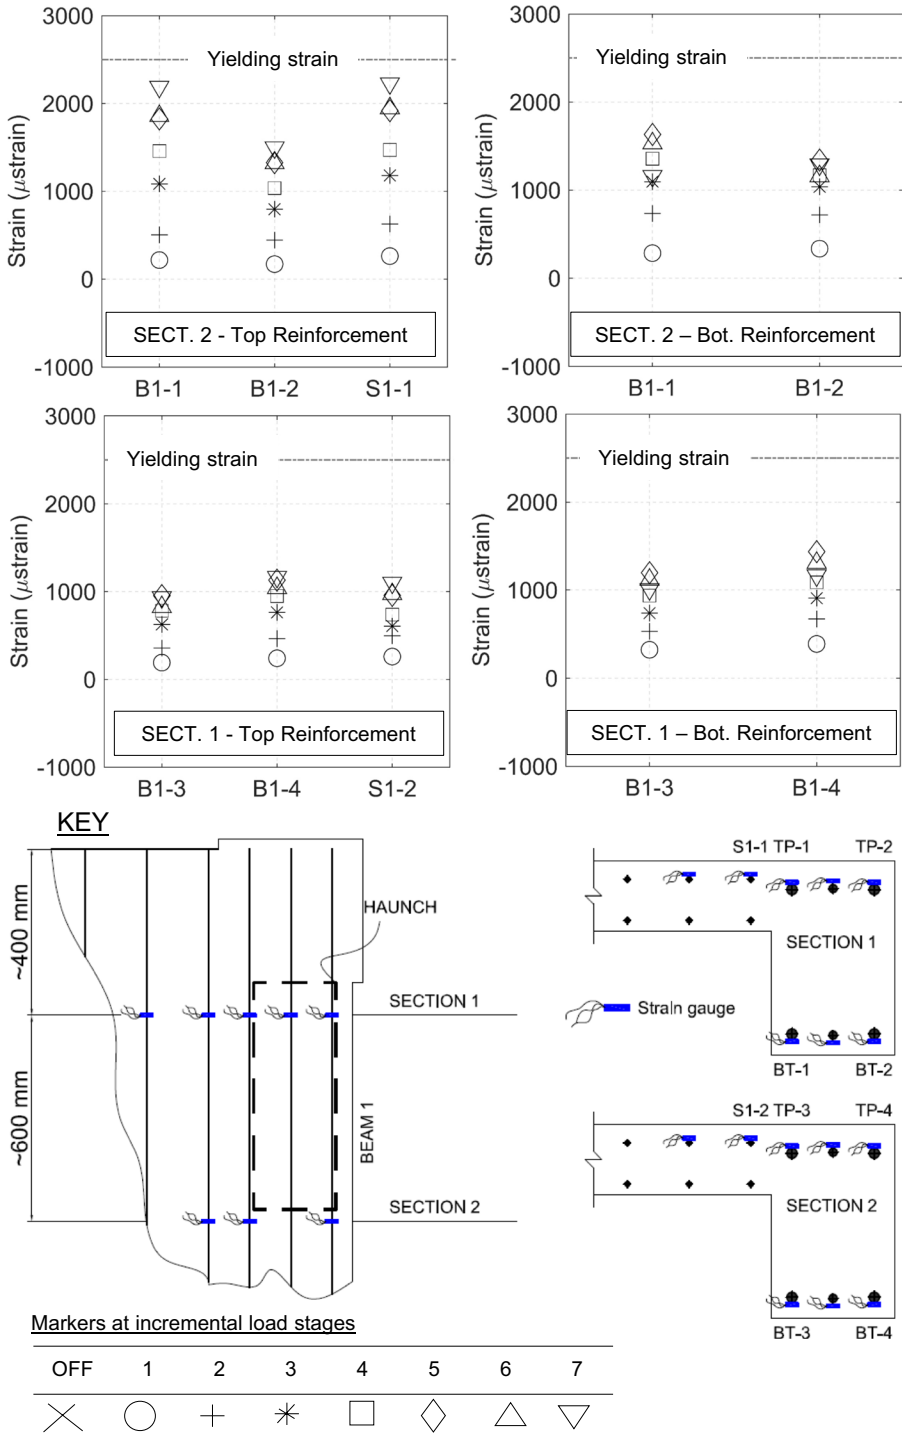 3000
2000
1000
0
-1000
Strain (μstrain)
Yielding strain
SECT. 2 - Top Reinforcement
B1-1 B1-2 S1-1
3000
2000
1000
0
-1000
Strain (μstrain)
Yielding strain
SECT. 2 – Bot. Reinforcement
B1-1 B1-2
3000
2000
1000
0
-1000
Strain (μstrain)
Yielding strain
SECT. 1 - Top Reinforcement
B1-3 B1-4 S1-2
3000
2000
1000
0
-1000
Strain (μstrain)
Yielding strain
SECT. 1 – Bot. Reinforcement
B1-3 B1-4
KEY
~400 mm
~600 mm
HAUNCH
SECTION 1
BEAM 1
SECTION 2
S1-1 TP-1 TP-2
SECTION 1
Strain gauge
BT-1 BT-2
S1-2 TP-3 TP-4
SECTION 2
BT-3 BT-4
Markers at incremental load stages
OFF 1 2 3 4 5 6 7